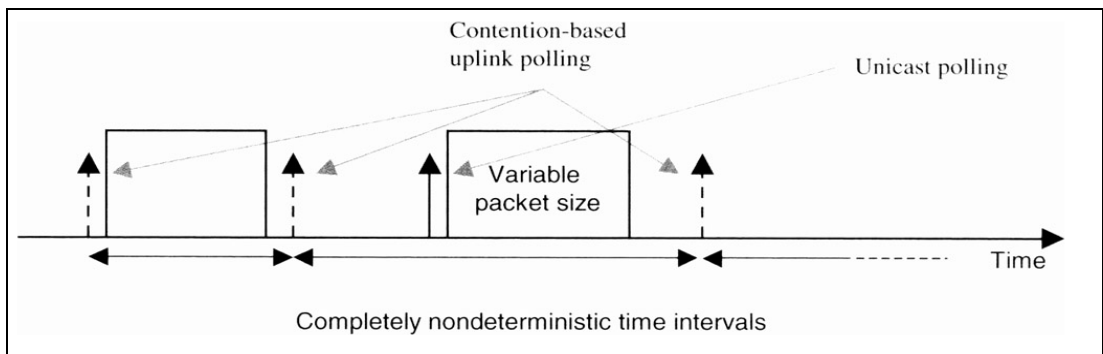 Contention-based
uplink polling
Unicast polling
Variable
packet size
Time
Completely nondeterministic time intervals